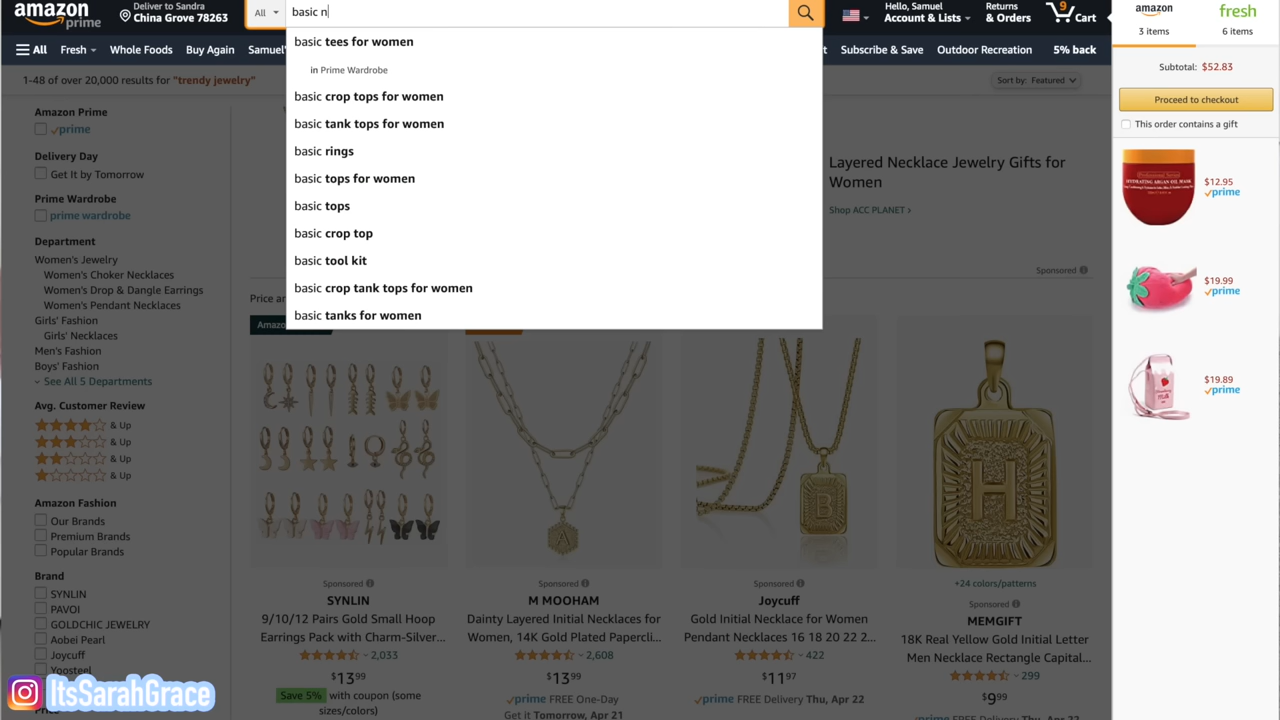 amazon
prime
Deliver to Sandra
China Grove 78263
All
basic n
Hello, Samuel
Account & Lists
Returns
& Orders
9
Cart
All
Fresh
Whole Foods
Buy Again
Samuel'
Subscribe & Save
Outdoor Recreation
5% back
1-48 of over 20,000 results for "trendy jewelry"
Sort by: Featured
basic tees for women
in Prime Wardrobe
basic crop tops for women
basic tank tops for women
basic rings
basic tops for women
basic tops
basic crop top
basic tool kit
basic crop tank tops for women
basic tanks for women
Amazon Prime
prime
Delivery Day
Get It by Tomorrow
Prime Wardrobe
prime wardrobe
Department
Women's Jewelry
Women's Choker Necklaces
Women's Drop & Dangle Earrings
Women's Pendant Necklaces
Girls' Fashion
Girls' Necklaces
Men's Fashion
Boys' Fashion
See All 5 Departments
Avg. Customer Review
& Up
& Up
& Up
& Up
Amazon Fashion
Our Brands
Premium Brands
Popular Brands
Brand
SYNLIN
PAVOI
GOLDCHIC JEWELRY
Aobei Pearl
Joycuff
Yoosteel
ItsSarahGrace
Layered Necklace Jewelry Gifts for
Women
Shop ACC PLANET >
Sponsored
Price ar
Amazo
A
B
H
Sponsored
SYNLIN
9/10/12 Pairs Gold Small Hoop
Earrings Pack with Charm-Silver...
2,033
$13.99
Save 5% with coupon (some
sizes/colors)
Sponsored
M MOOHAM
Dainty Layered Initial Necklaces for
Women, 14K Gold Plated Papercli...
2,608
$13.99
prime FREE One-Day
Get it Tomorrow, Apr 21
Sponsored
Joycuff
Gold Initial Necklace for Women
Pendant Necklaces 16 18 20 22 2...
422
$11.97
prime FREE Delivery Thu, Apr 22
+24 colors/patterns
Sponsored
MEMGIFT
18K Real Yellow Gold Initial Letter
Men Necklace Rectangle Capital...
299
$9.99
prime FREE Delivery Thu, Apr 22
amazon
3 items
fresh
6 items
Subtotal: $52.83
Proceed to checkout
This order contains a gift
HYDRATING ARGAN OIL MASK
$12.95
prime
$19.99
prime
$19.89
prime